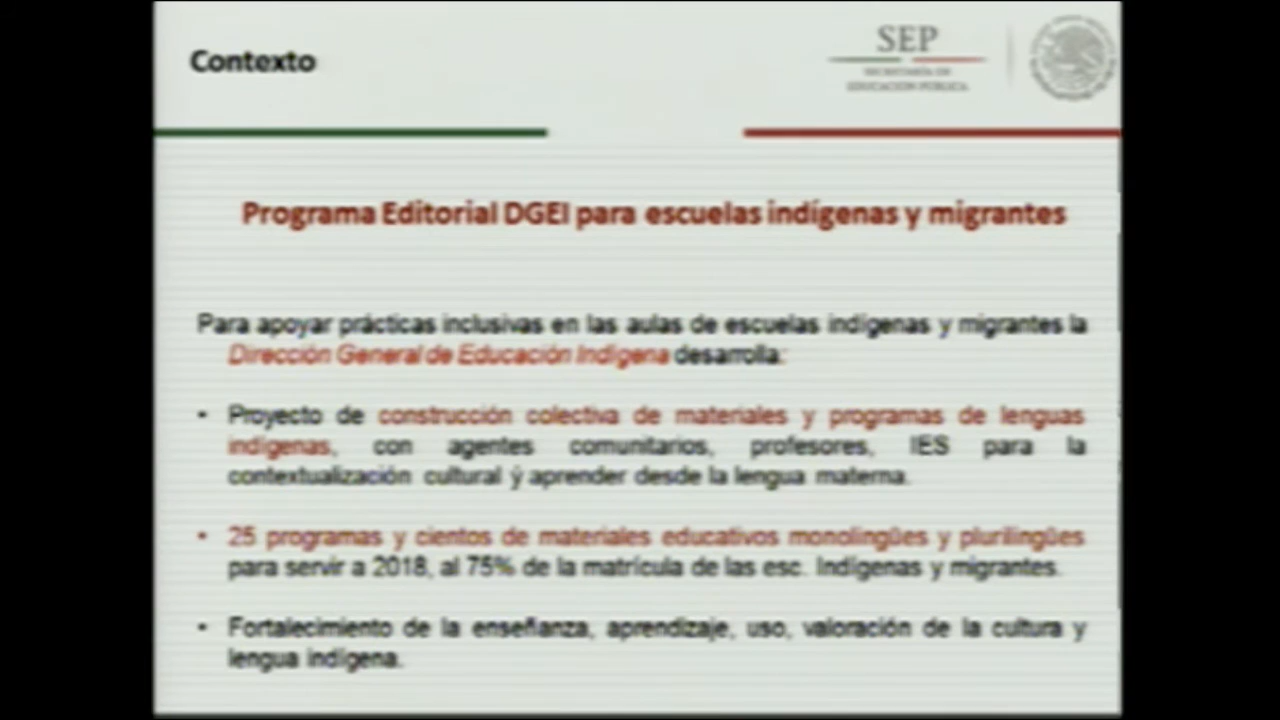 Contexto
SEP
SECRETARÍA DE
EDUCACIÓN PÚBLICA
Programa Editorial DGEI para escuelas indígenas y migrantes
Para apoyar prácticas inclusivas en las aulas de escuelas indígenas y migrantes la
Dirección General de Educación Indígena desarrolla:
• Proyecto de construcción colectiva de materiales y programas de lenguas
indígenas, con agentes comunitarios, profesores, IES para la
contextualización cultural y aprender desde la lengua materna.
• 25 programas y cientos de materiales educativos monolingües y plurilingües
para servir a 2018, al 75% de la matrícula de las esc. Indígenas y migrantes.
• Fortalecimiento de la enseñanza, aprendizaje, uso, valoración de la cultura y
lengua indígena.